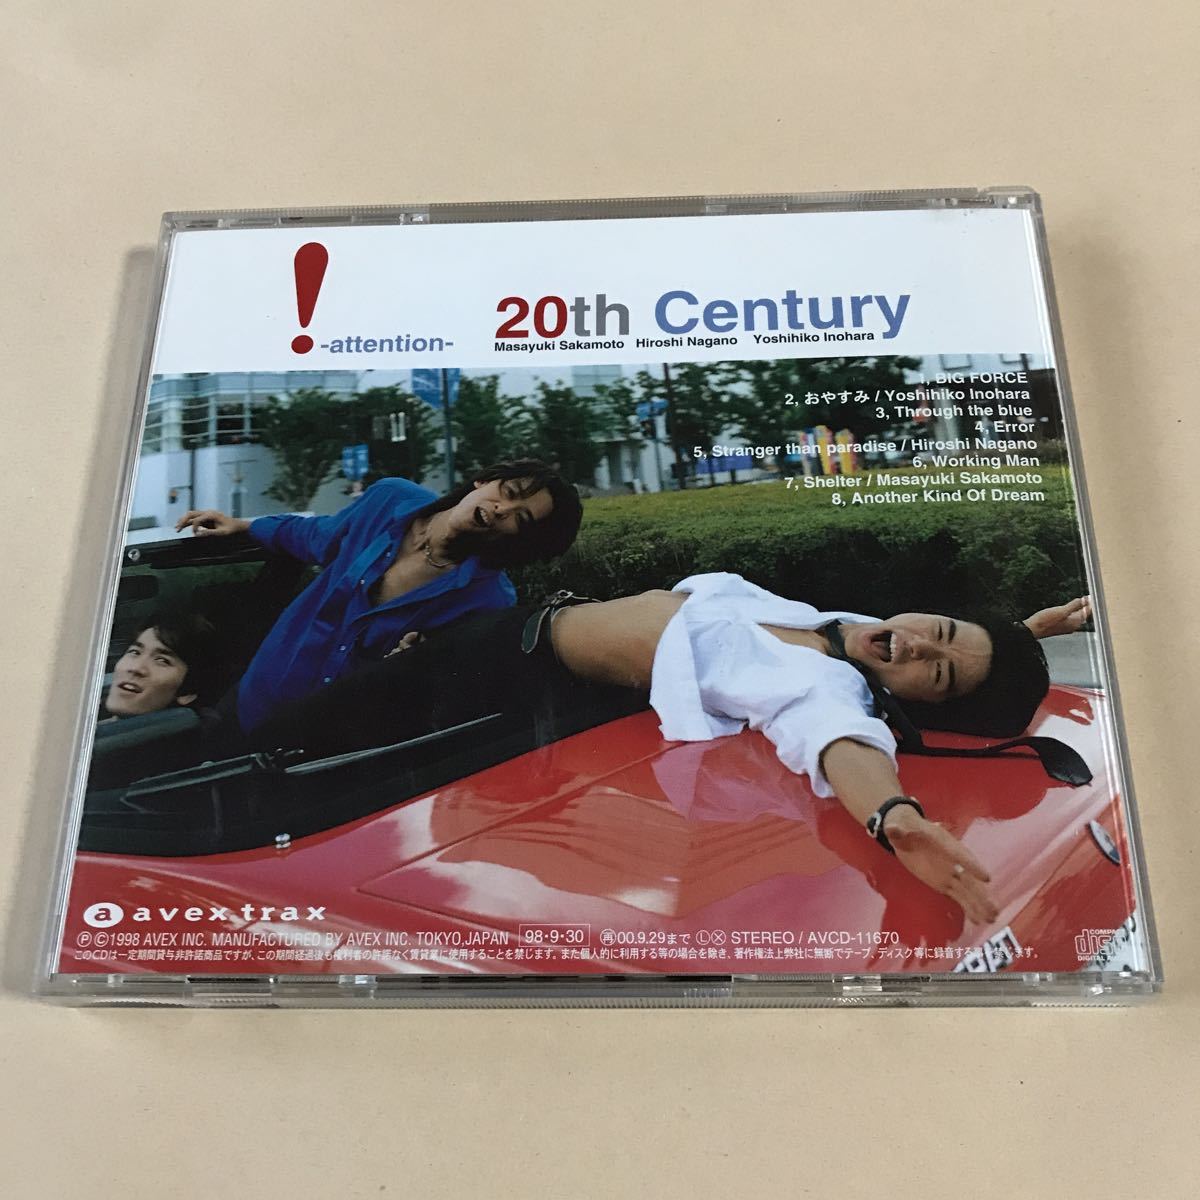 !
-attention-
20th Century
Masayuki Sakamoto Hiroshi Nagano Yoshihiko Inohara
1, BIG FORCE
2, おやすみ / Yoshihiko Inohara
3, Through the blue
4, Error
5, Stranger than paradise / Hiroshi Nagano
6, Working Man
7, Shelter / Masayuki Sakamoto
8, Another Kind Of Dream
a avex trax
Ⓟ©1998 AVEX INC. MANUFACTURED BY AVEX INC. TOKYO,JAPAN 98・9・30 再00.9.29まで Ⓛ Ⓧ STEREO / AVCD-11670
このCDは一定期間貸与非許諾商品ですが、この期間経過後も権利者の許諾なく賃貸業に使用することを禁じます。また個人的に利用する等の場合を除き、著作権法上弊社に無断でテープ、ディスク等に録音する事を禁じます。
COMPACT
disc
DIGITAL AUDIO